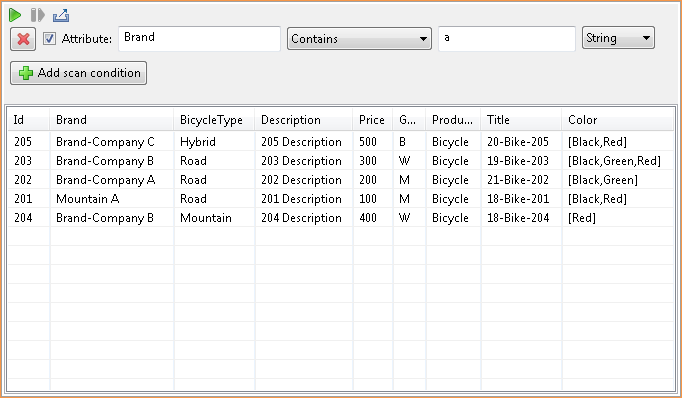 Attribute: Brand Contains a String
Add scan condition
Id Brand BicycleType Description Price G... Produ... Title Color
205 Brand-Company C Hybrid 205 Description 500 B Bicycle 20-Bike-205 [Black,Red]
203 Brand-Company B Road 203 Description 300 W Bicycle 19-Bike-203 [Black,Green,Red]
202 Brand-Company A Road 202 Description 200 M Bicycle 21-Bike-202 [Black,Green]
201 Mountain A Road 201 Description 100 M Bicycle 18-Bike-201 [Black,Red]
204 Brand-Company B Mountain 204 Description 400 W Bicycle 18-Bike-204 [Red]